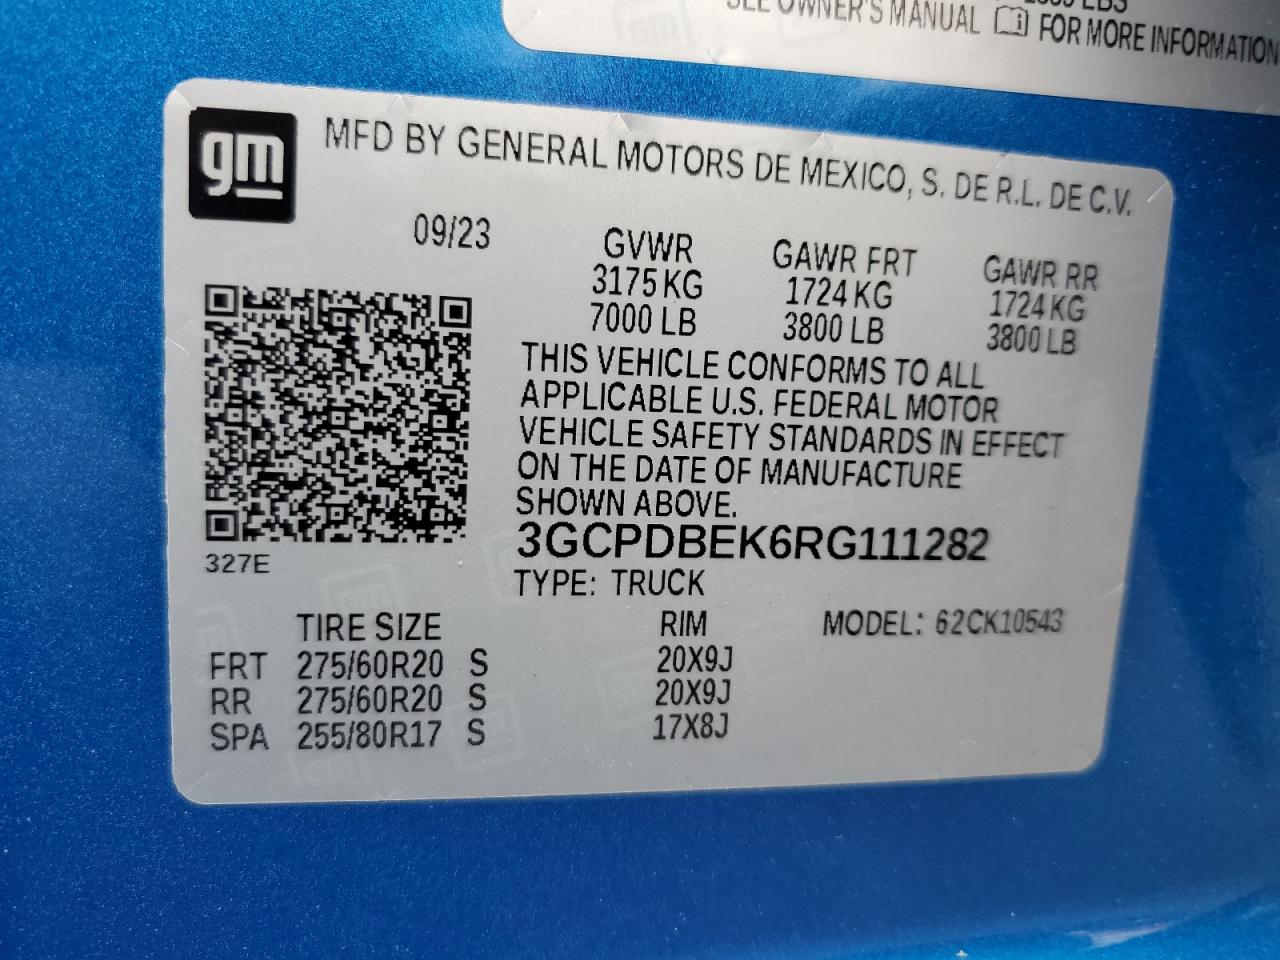 SEE OWNER'S MANUAL FOR MORE INFORMATION
gm
MFD BY GENERAL MOTORS DE MEXICO, S. DE R.L. DE C.V.
09/23
GVWR GAWR FRT GAWR RR
3175 KG 1724 KG 1724 KG
7000 LB 3800 LB 3800 LB
THIS VEHICLE CONFORMS TO ALL
APPLICABLE U.S. FEDERAL MOTOR
VEHICLE SAFETY STANDARDS IN EFFECT
ON THE DATE OF MANUFACTURE
SHOWN ABOVE.
3GCPDBEK6RG111282
327E
TYPE: TRUCK
TIRE SIZE RIM MODEL: 62CK10543
FRT 275/60R20 S 20X9J
RR 275/60R20 S 20X9J
SPA 255/80R17 S 17X8J